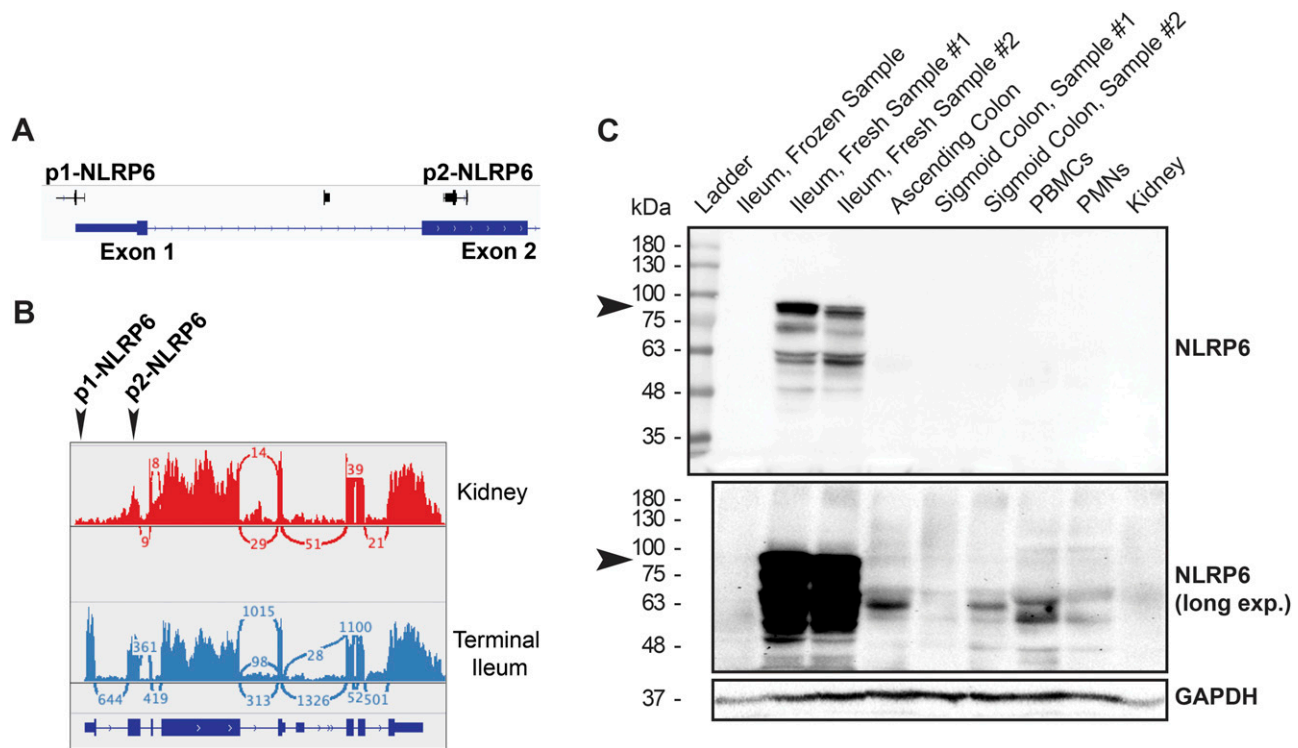 A
p1-NLRP6
p2-NLRP6
Exon 1
Exon 2
B
p1-NLRP6
p2-NLRP6
8
14
39
9
29
51
21
Kidney
1015
361
1100
98
28
644
419
313
1326
52
501
Terminal
Ileum
C
Ladder
Ileum, Frozen Sample
Ileum, Fresh Sample #1
Ileum, Fresh Sample #2
Ascending Colon
Sigmoid Colon, Sample #1
Sigmoid Colon, Sample #2
PBMCs
PMNs
Kidney
kDa
180 -
130 -
100 -
75 -
63 -
48 -
35 -
NLRP6
180 -
130 -
100 -
75 -
63 -
48 -
NLRP6
(long exp.)
37 -
GAPDH